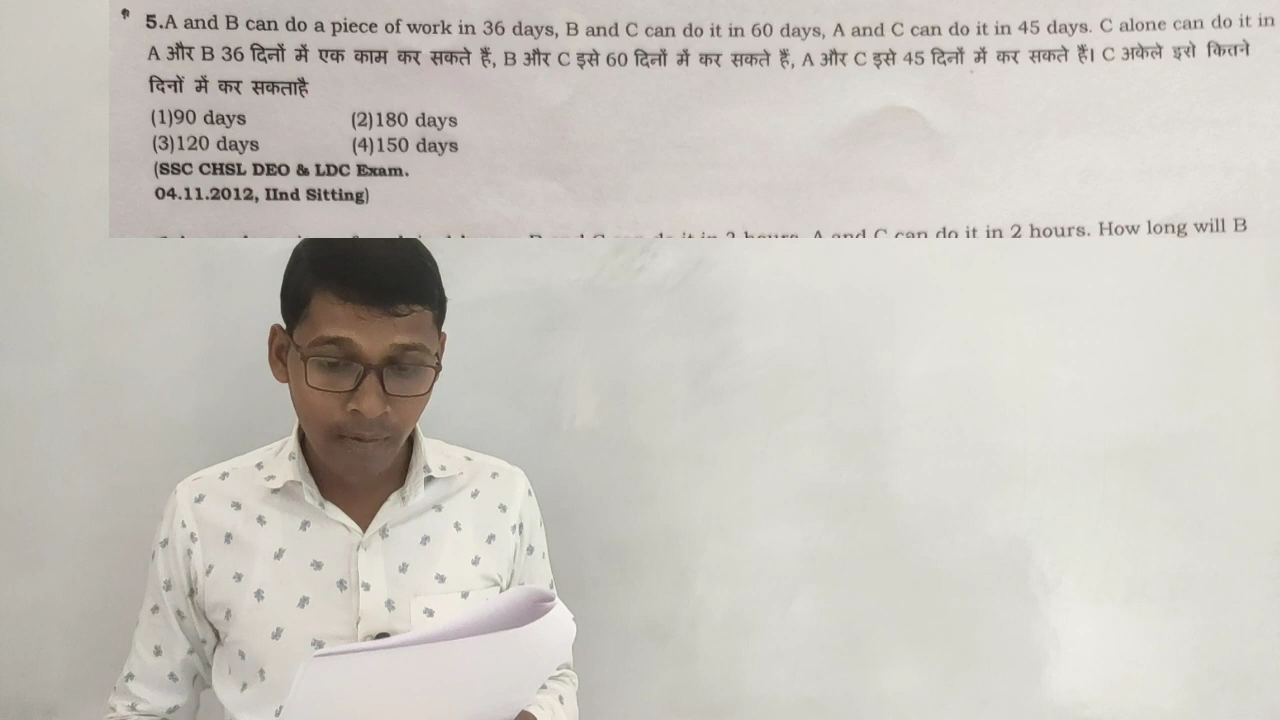 5.A and B can do a piece of work in 36 days, B and C can do it in 60 days, A and C can do it in 45 days. C alone can do it in
A और B 36 दिनों में एक काम कर सकते हैं, B और C इसे 60 दिनों में कर सकते हैं, A और C इसे 45 दिनों में कर सकते हैं। C अकेले इसे कितने
दिनों में कर सकताहै
(1)90 days (2)180 days
(3)120 days (4)150 days
(SSC CHSL DEO & LDC Exam.
04.11.2012, IInd Sitting)
A and C can do it in 2 hours. How long will B